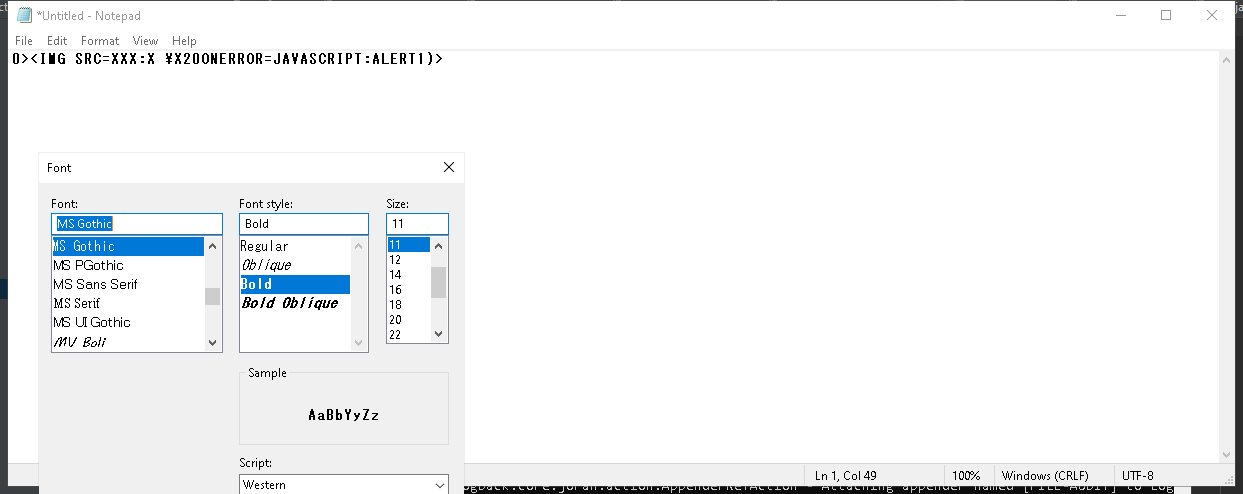 *Untitled - Notepad
File Edit Format View Help
0><IMG SRC=XXX:X ¥X20ONERROR=JAVASCRIPT:ALERT1)>
Font
Font: Font style: Size:
MS Gothic Bold 11
MS Gothic Regular 11
MS PGothic Oblique 12
MS Sans Serif Bold 14
MS Serif Bold Oblique 16
MS UI Gothic 18
MV Boli 20
22
Sample
AaBbYyZz
Script:
Western
Ln 1, Col 49 100% Windows (CRLF) UTF-8